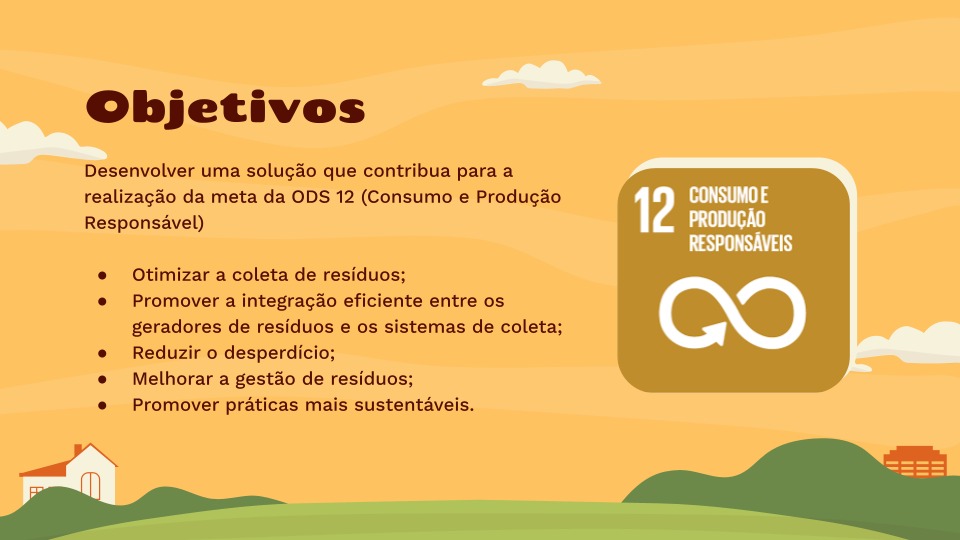 Objetivos
Desenvolver uma solução que contribua para a
realização da meta da ODS 12 (Consumo e Produção
Responsável)
● Otimizar a coleta de resíduos;
● Promover a integração eficiente entre os
geradores de resíduos e os sistemas de coleta;
● Reduzir o desperdício;
● Melhorar a gestão de resíduos;
● Promover práticas mais sustentáveis.
12 CONSUMO E
PRODUÇÃO
RESPONSÁVEIS